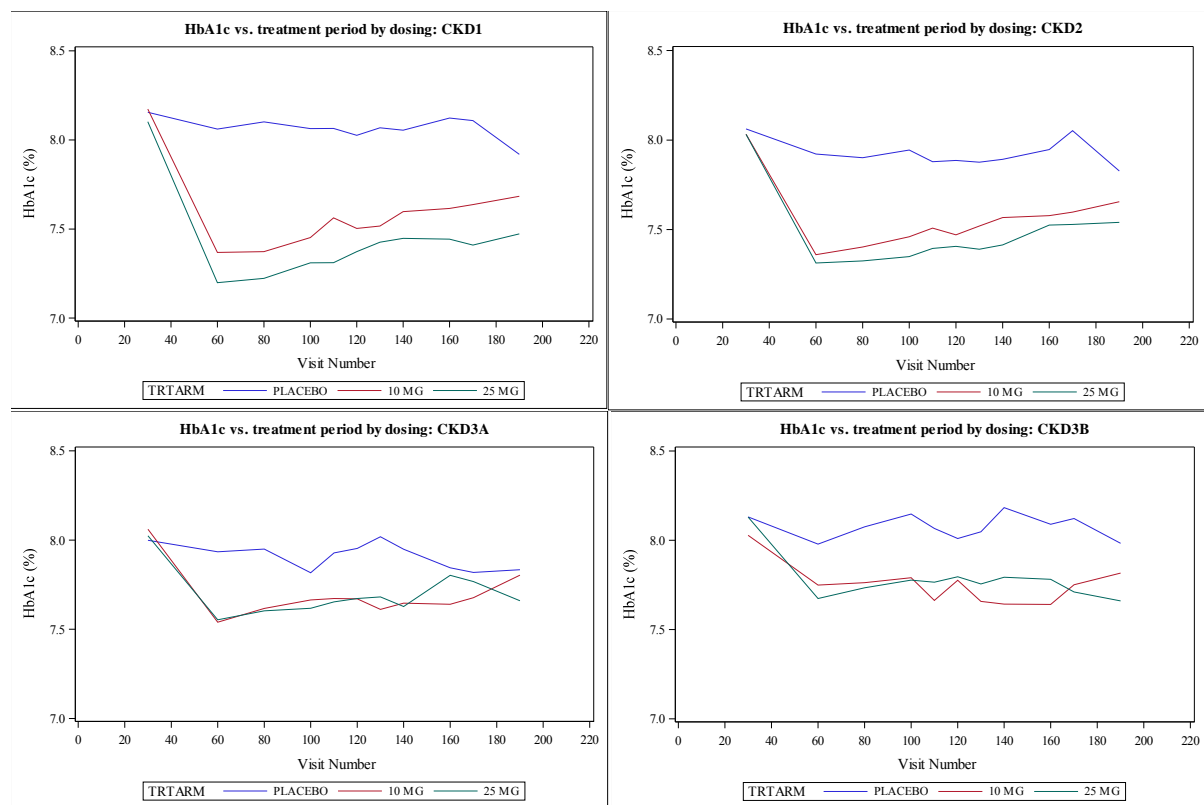 HbA1c vs. treatment period by dosing: CKD1
8.5
8.0
7.5
7.0
HbA1c (%)
0 20 40 60 80 100 120 140 160 180 200 220
Visit Number
TRTARM PLACEBO 10 MG 25 MG
HbA1c vs. treatment period by dosing: CKD2
8.5
8.0
7.5
7.0
HbA1c (%)
0 20 40 60 80 100 120 140 160 180 200 220
Visit Number
TRTARM PLACEBO 10 MG 25 MG
HbA1c vs. treatment period by dosing: CKD3A
8.5
8.0
7.5
7.0
HbA1c (%)
0 20 40 60 80 100 120 140 160 180 200 220
Visit Number
TRTARM PLACEBO 10 MG 25 MG
HbA1c vs. treatment period by dosing: CKD3B
8.5
8.0
7.5
7.0
HbA1c (%)
0 20 40 60 80 100 120 140 160 180 200 220
Visit Number
TRTARM PLACEBO 10 MG 25 MG